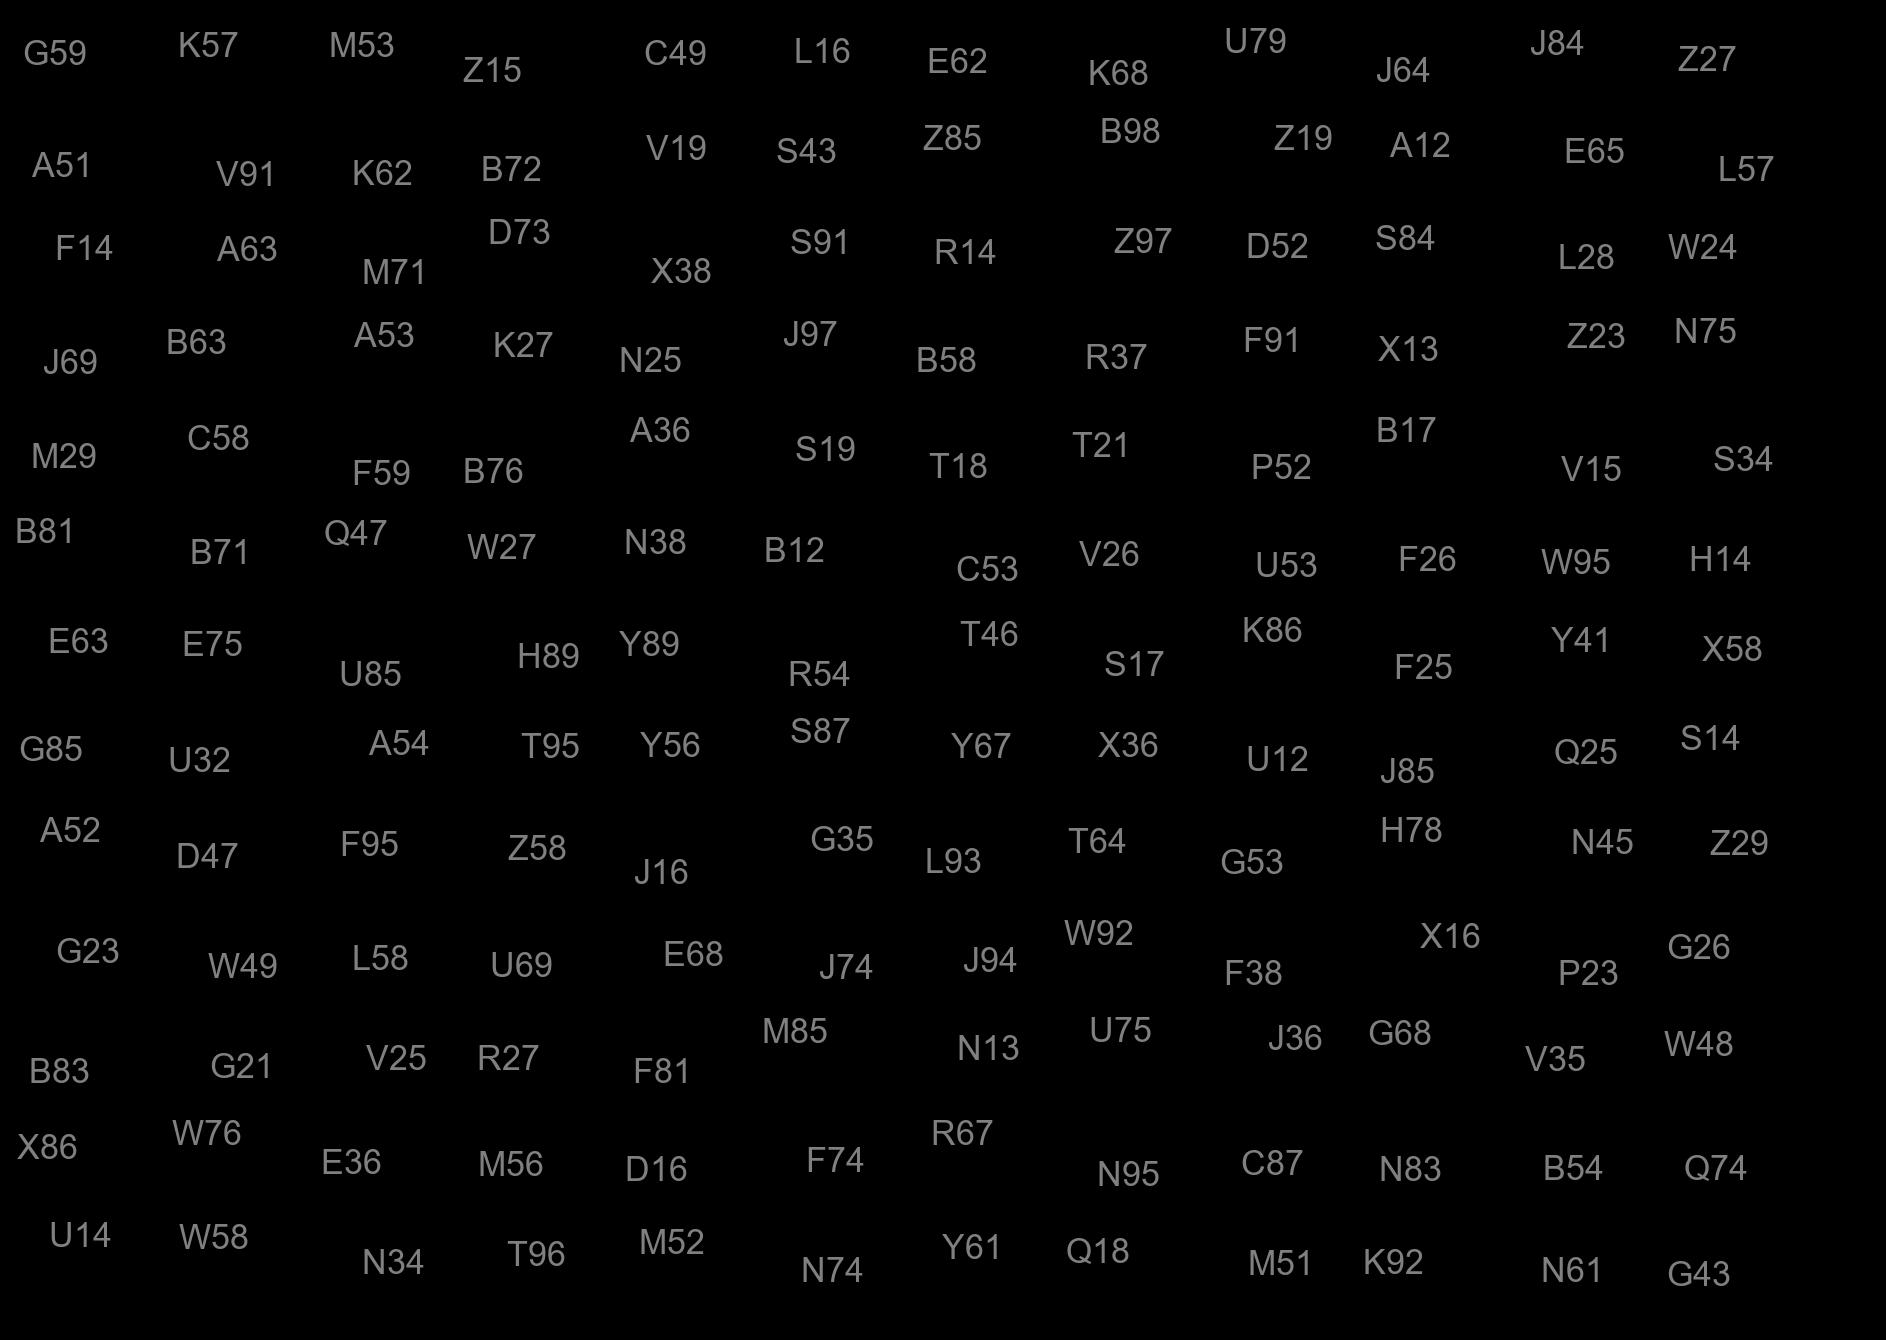 G59 K57 M53 Z15 C49 L16 E62 K68 U79 J64 J84 Z27
A51 V91 K62 B72 V19 S43 Z85 B98 Z19 A12 E65 L57
F14 A63 M71 D73 X38 S91 R14 Z97 D52 S84 L28 W24
J69 B63 A53 K27 N25 J97 B58 R37 F91 X13 Z23 N75
M29 C58 F59 B76 A36 S19 T18 T21 P52 B17 V15 S34
B81 B71 Q47 W27 N38 B12 C53 V26 U53 F26 W95 H14
E63 E75 U85 H89 Y89 R54 T46 S17 K86 F25 Y41 X58
G85 U32 A54 T95 Y56 S87 Y67 X36 U12 J85 Q25 S14
A52 D47 F95 Z58 J16 G35 L93 T64 G53 H78 N45 Z29
G23 W49 L58 U69 E68 J74 J94 W92 F38 X16 P23 G26
B83 G21 V25 R27 F81 M85 N13 U75 J36 G68 V35 W48
X86 W76 E36 M56 D16 F74 R67 N95 C87 N83 B54 Q74
U14 W58 N34 T96 M52 N74 Y61 Q18 M51 K92 N61 G43